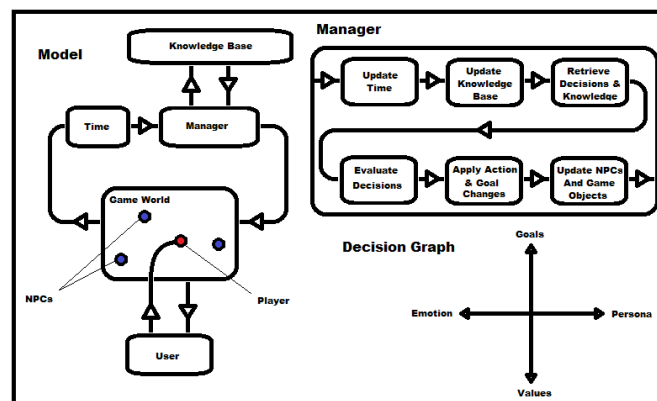 Model
Knowledge Base
Time
Manager
Game World
NPCs
Player
User
Manager
Update
Time
Update
Knowledge
Base
Retrieve
Decisions &
Knowledge
Evaluate
Decisions
Apply Action
& Goal
Changes
Update NPCs
And Game
Objects
Decision Graph
Goals
Emotion
Persona
Values